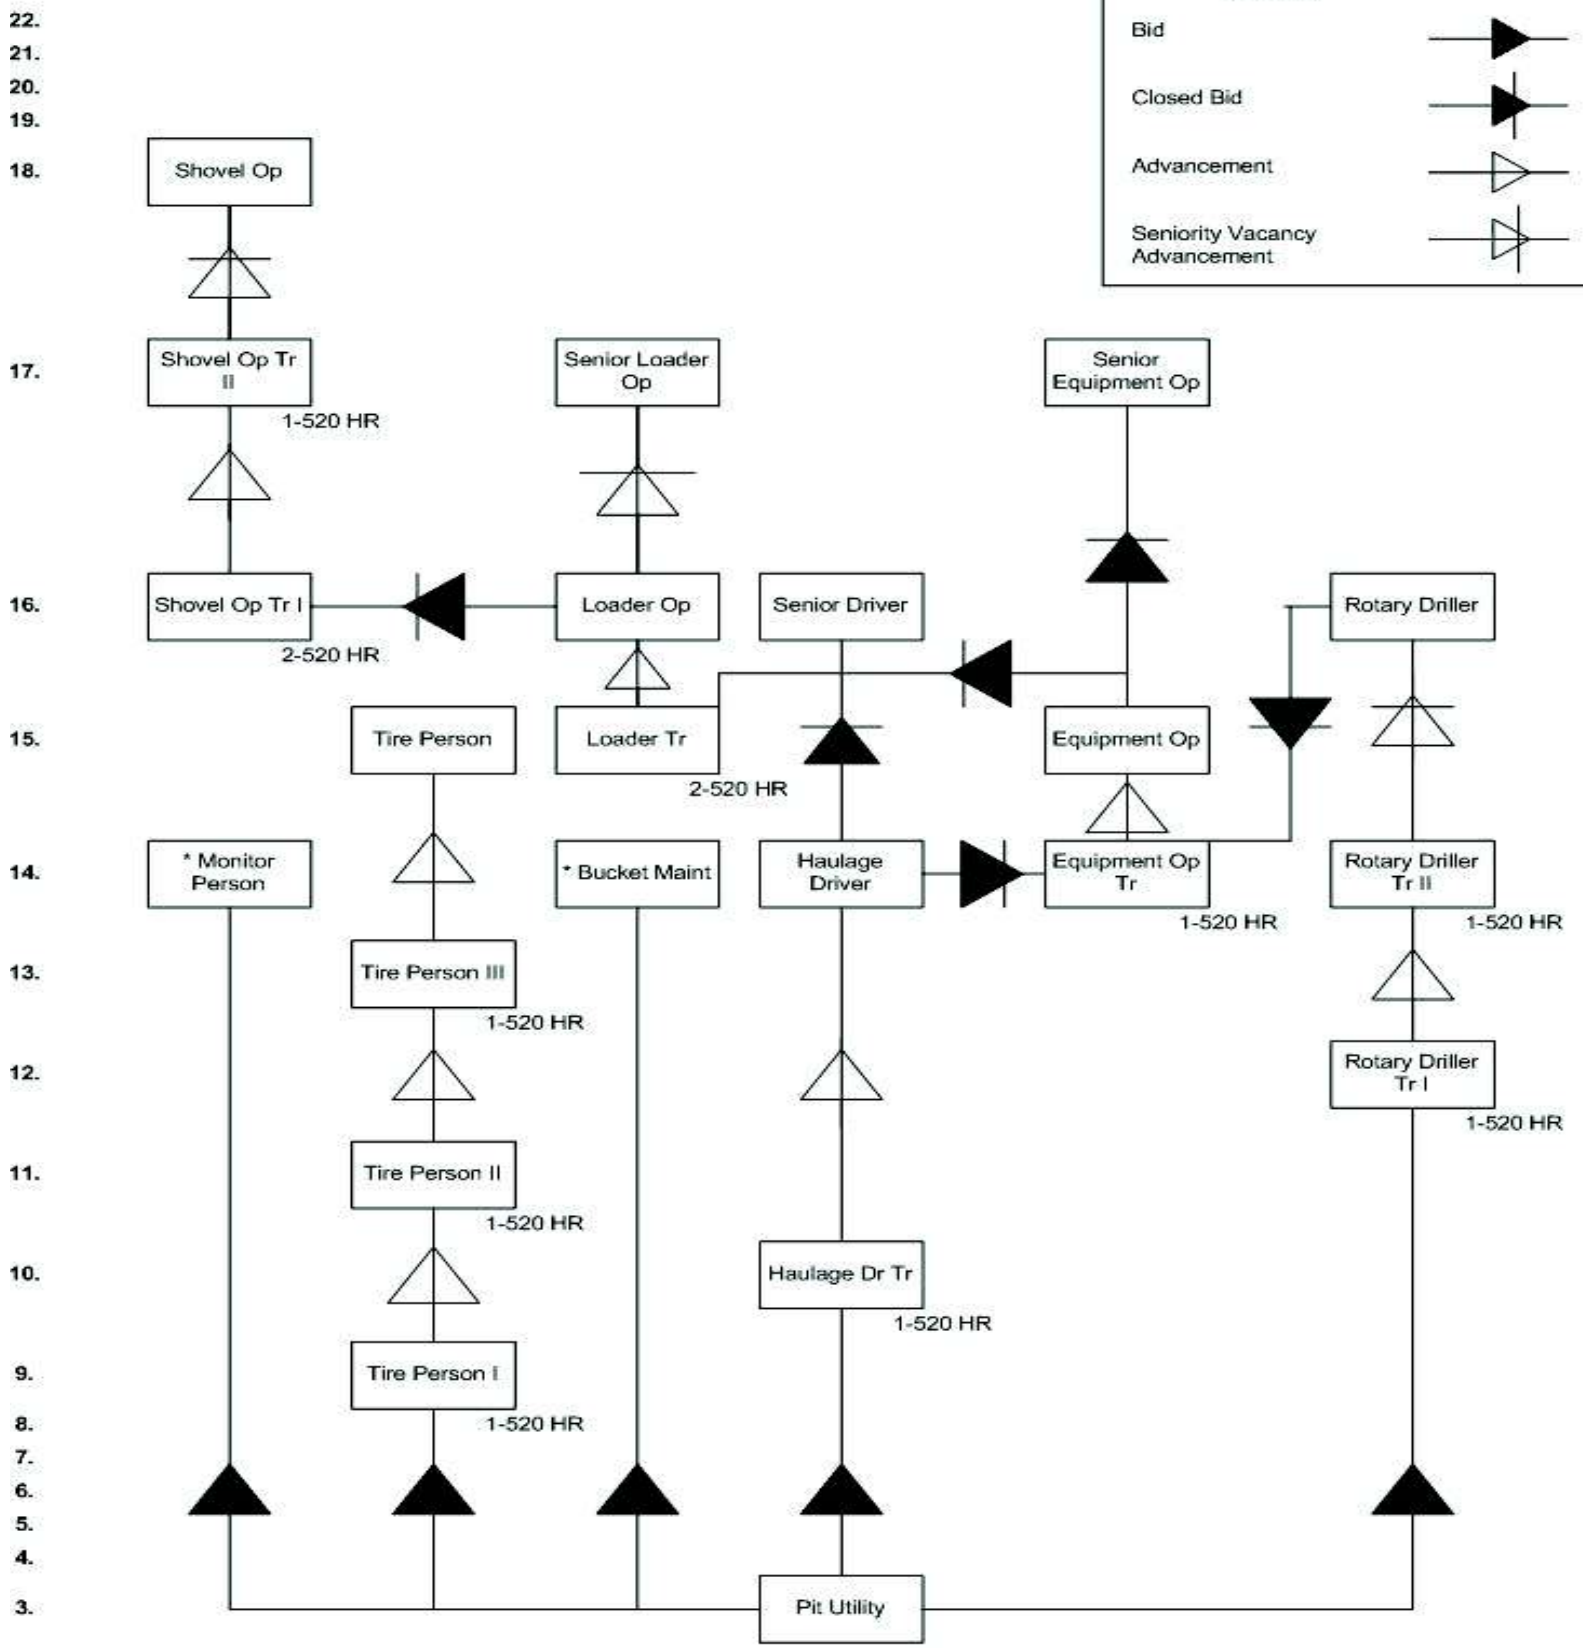 22.
Bid
21.
20.
Closed Bid
19.
18.
Shovel Op
Advancement
Seniority Vacancy
Advancement
17.
Shovel Op Tr
II
Senior Loader
Op
Senior
Equipment Op
1-520 HR
16.
Shovel Op Tr I
Loader Op
Senior Driver
Rotary Driller
2-520 HR
15.
Tire Person
Loader Tr
Equipment Op
2-520 HR
14.
* Monitor
Person
* Bucket Maint
Haulage
Driver
Equipment Op
Tr
Rotary Driller
Tr II
1-520 HR
1-520 HR
13.
Tire Person III
1-520 HR
12.
Rotary Driller
Tr I
1-520 HR
11.
Tire Person II
1-520 HR
10.
Haulage Dr Tr
1-520 HR
9.
Tire Person I
8.
1-520 HR
7.
6.
5.
4.
3.
Pit Utility